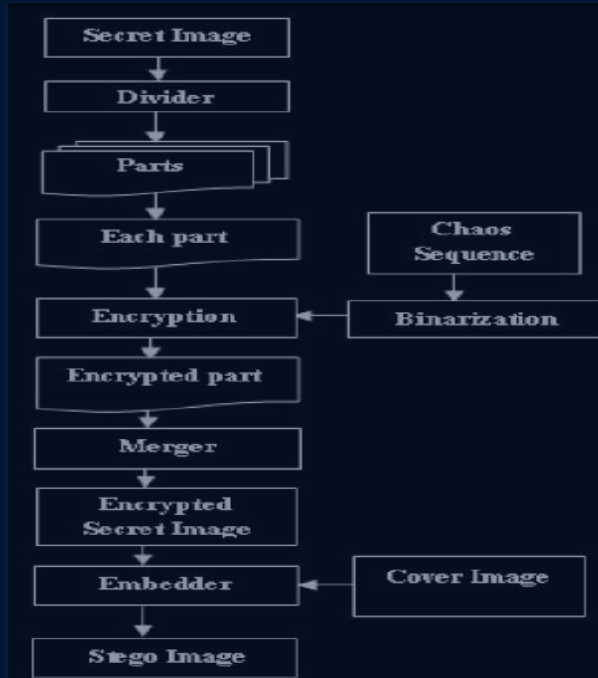 Secret Image
Divider
Parts
Each part
Chaos
Sequence
Encryption
Binarization
Encrypted part
Merger
Encrypted
Secret Image
Embedder
Cover Image
Stego Image